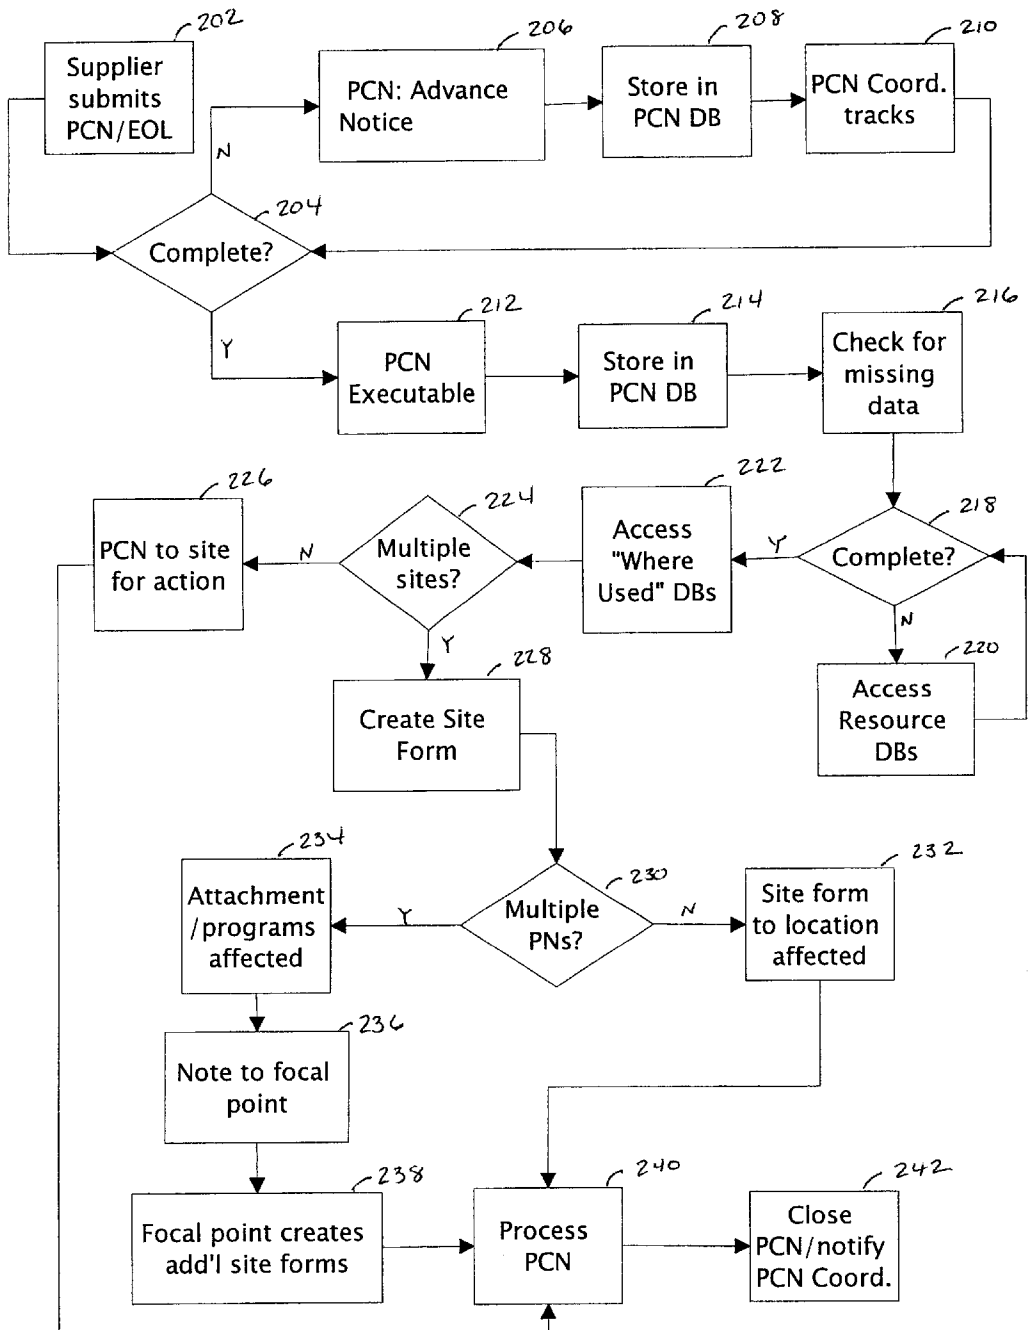 202
Supplier
submits
PCN/EOL
206
PCN: Advance
Notice
208
Store in
PCN DB
210
PCN Coord.
tracks
N
204
Complete?
Y
212
PCN
Executable
214
Store in
PCN DB
216
Check for
missing
data
226
PCN to site
for action
N
224
Multiple
sites?
222
Access
"Where
Used" DBs
Y
218
Complete?
Y
N
228
Create Site
Form
220
Access
Resource
DBs
234
Attachment
/programs
affected
Y
230
Multiple
PNs?
N
232
Site form
to location
affected
236
Note to focal
point
238
Focal point creates
add'l site forms
240
Process
PCN
242
Close
PCN/notify
PCN Coord.